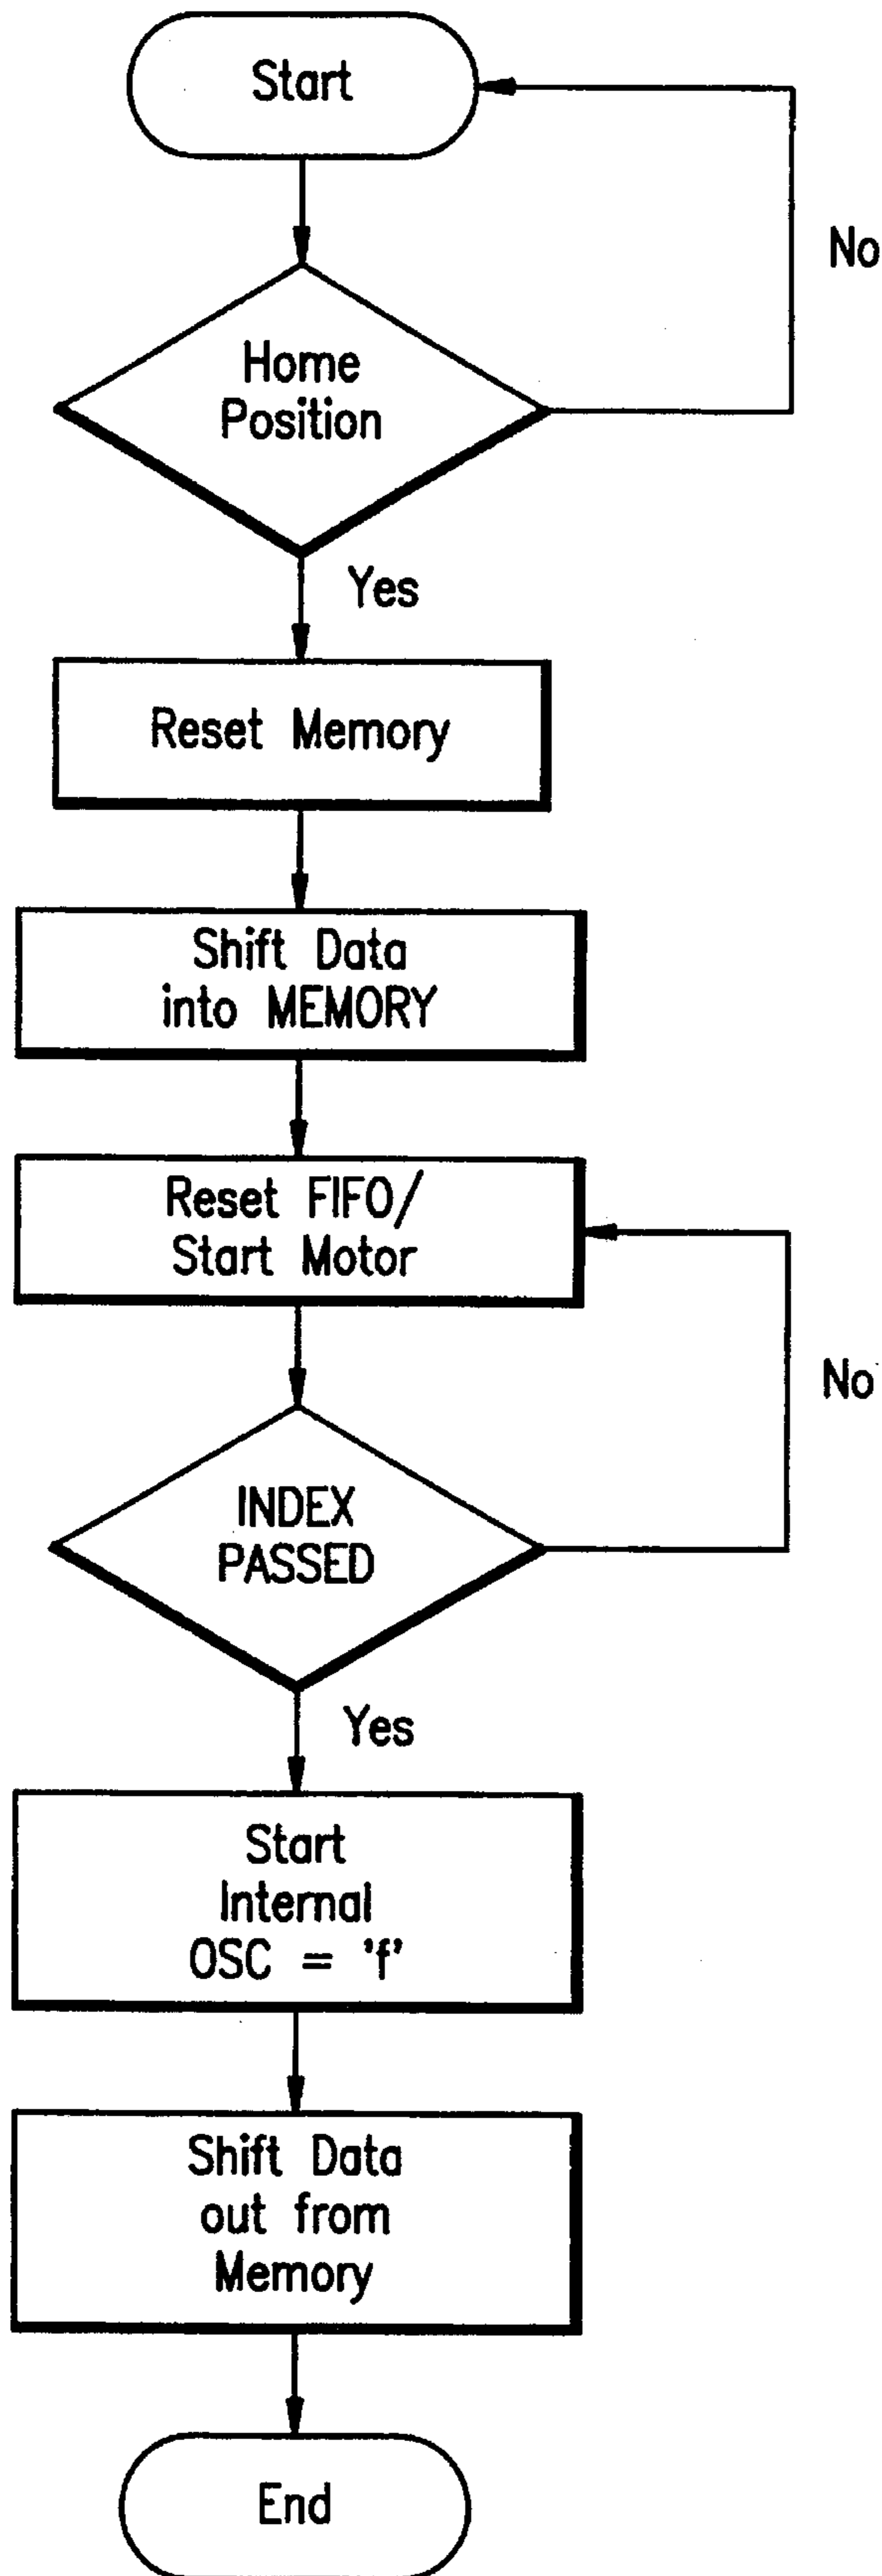 Start
No
Home
Position
Yes
Reset Memory
Shift Data
into MEMORY
Reset FIFO/
Start Motor
No
INDEX
PASSED
Yes
Start
Internal
OSC = 'f'
Shift Data
out from
Memory
End